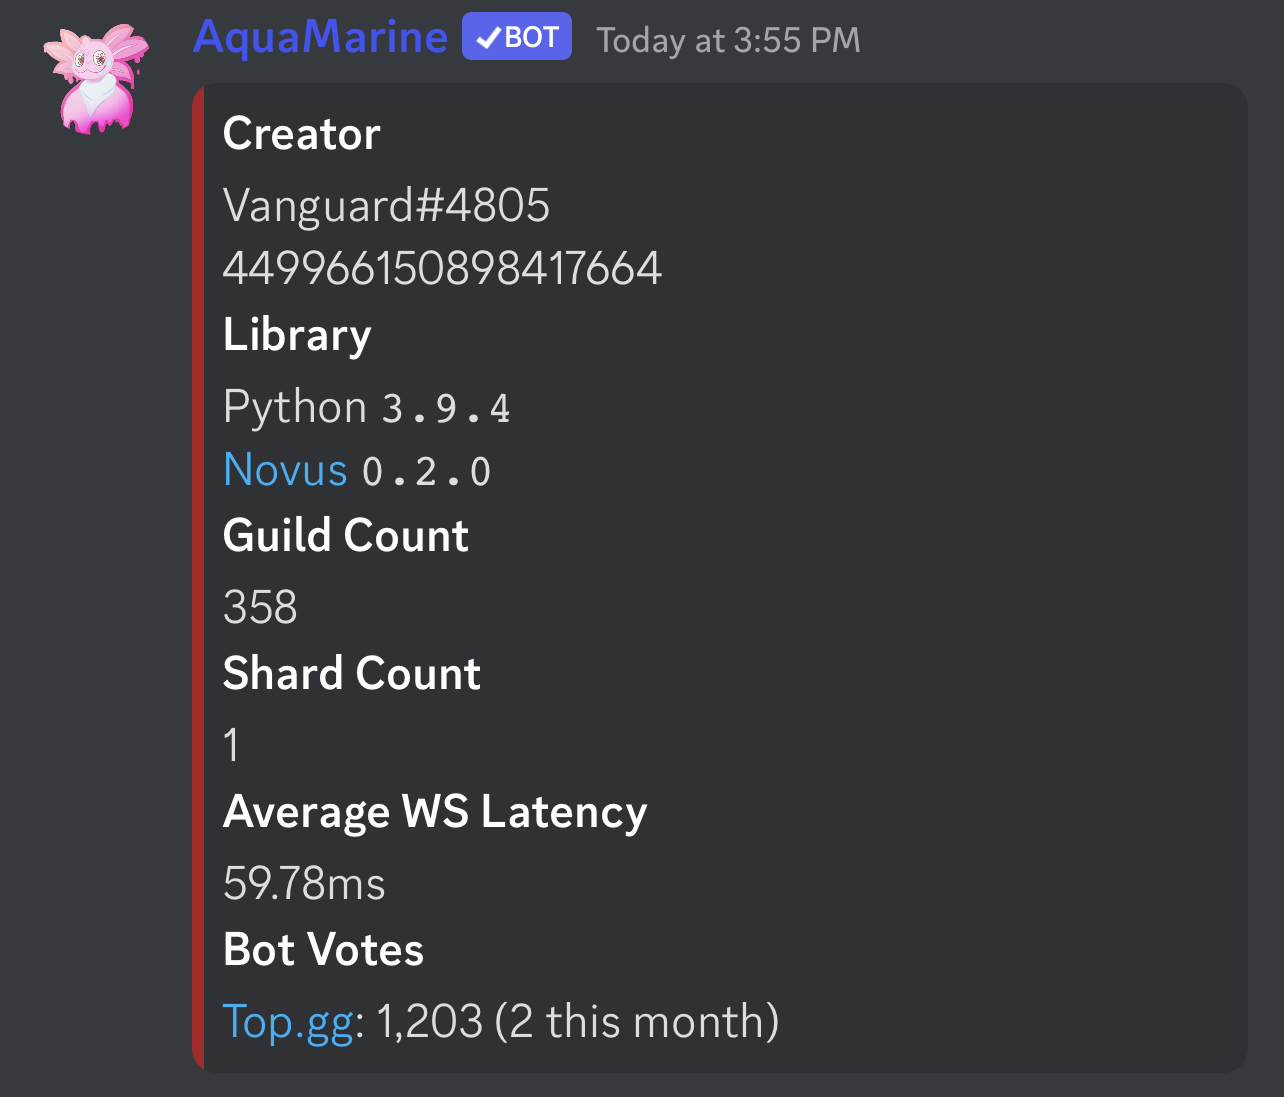 AquaMarine ✓BOT Today at 3:55 PM
Creator
Vanguard#4805
449966150898417664
Library
Python 3.9.4
Novus 0.2.0
Guild Count
358
Shard Count
1
Average WS Latency
59.78ms
Bot Votes
Top.gg: 1,203 (2 this month)